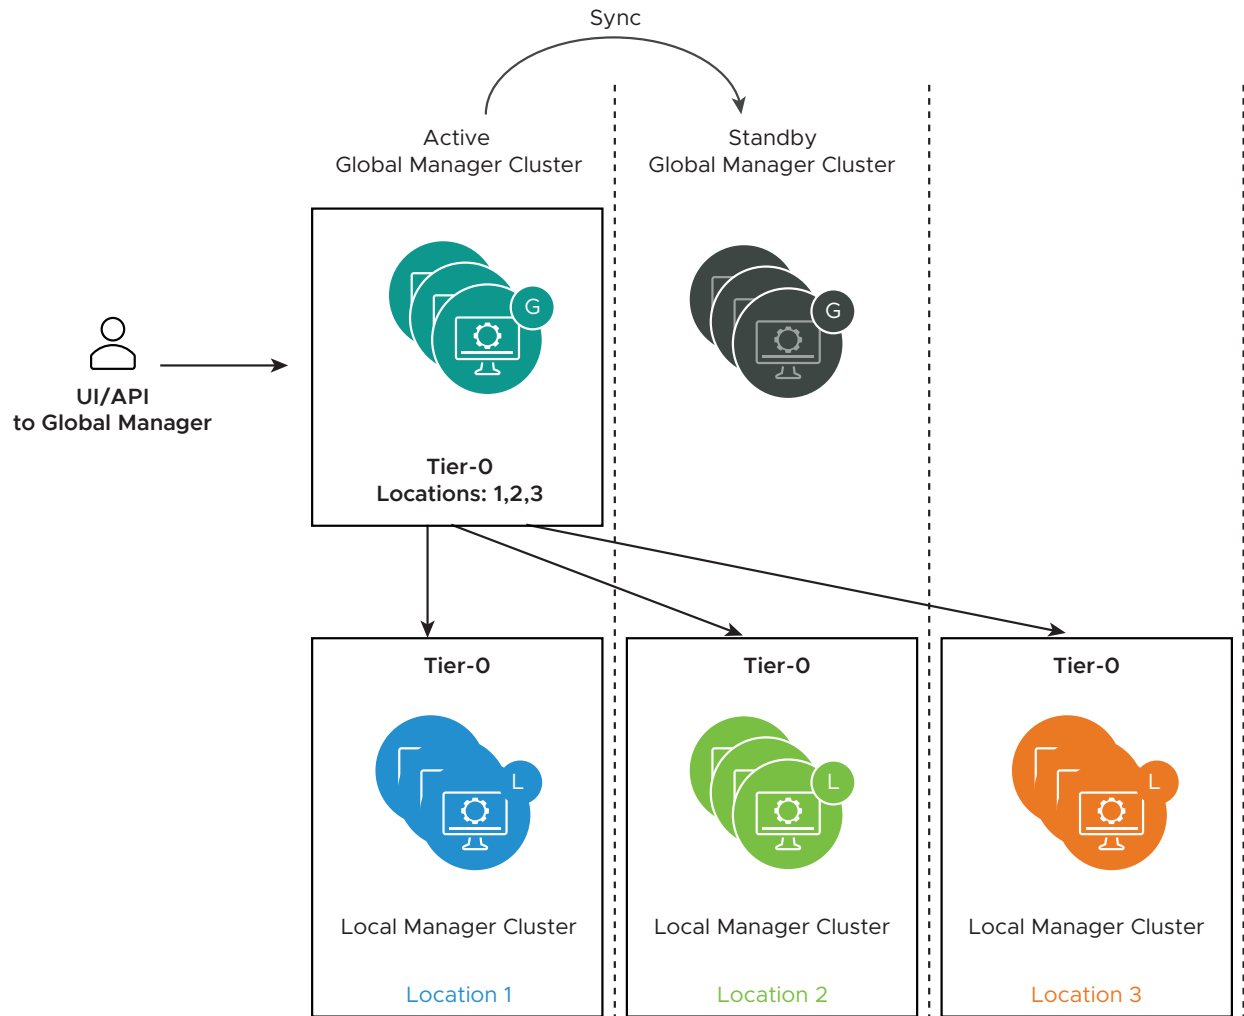 Sync
Active
Global Manager Cluster
Standby
Global Manager Cluster
G
G
UI/API
to Global Manager
Tier-0
Locations: 1,2,3
Tier-0
Tier-0
Tier-0
L
L
L
Local Manager Cluster
Local Manager Cluster
Local Manager Cluster
Location 1
Location 2
Location 3